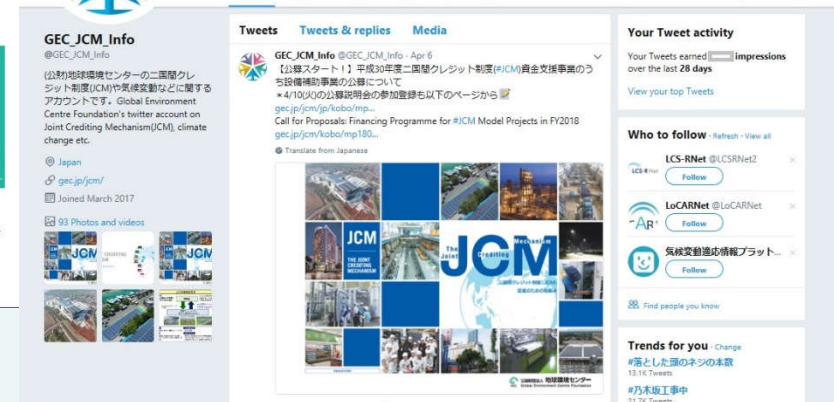 GEC_JCM_Info
@GEC_JCM_Info
(公財)地球環境センターの二国間クレ
ジット制度(JCM)や気候変動などに関する
アカウントです。Global Environment
Centre Foundation's twitter account on
Joint Crediting Mechanism(JCM), climate
change etc.
Japan
gec.jp/jcm/
Joined March 2017
93 Photos and videos
Tweets Tweets & replies Media
GEC_JCM_Info @GEC_JCM_Info · Apr 6
【公募スタート!】平成30年度二国間クレジット制度(#JCM)資金支援事業のう
ち設備補助事業の公募について
*4/10(火)の公募説明会の参加登録も以下のページから
gec.jp/jcm/jp/kobo/mp...
Call for Proposals: Financing Programme for #JCM Model Projects in FY2018
gec.jp/jcm/kobo/mp180...
Translate from Japanese
JCM
THE JOINT
CREDITING
MECHANISM
The Joint Crediting Mechanism
JCM
公益財団法人 地球環境センター
Global Environment Centre Foundation
Your Tweet activity
Your Tweets earned impressions
over the last 28 days
View your top Tweets
Who to follow · Refresh · View all
LCS-RNet @LCSRNet2
Follow
LoCARNet @LoCARNet
Follow
気候変動適応情報プラット...
Follow
Find people you know
Trends for you · Change
#落とした頭のネジの本数
13.1K Tweets
#乃木坂工事中
21.7K Tweets